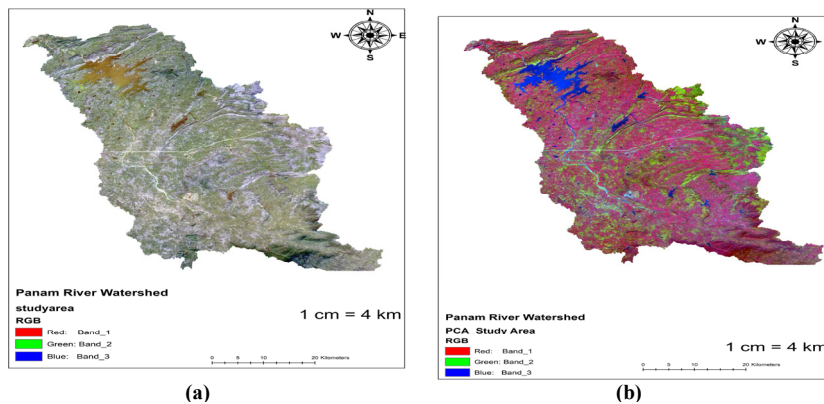 N
W E
S
Panam River Watershed
studyarea
RGB
Red: Band_1
Green: Band_2
Blue: Band_3
1 cm = 4 km
0 5 10 20 Kilometers
(a)
N
W E
S
Panam River Watershed
PCA Study Area
RGB
Red: Band_1
Green: Band_2
Blue: Band_3
1 cm = 4 km
0 5 10 20 Kilometers
(b)